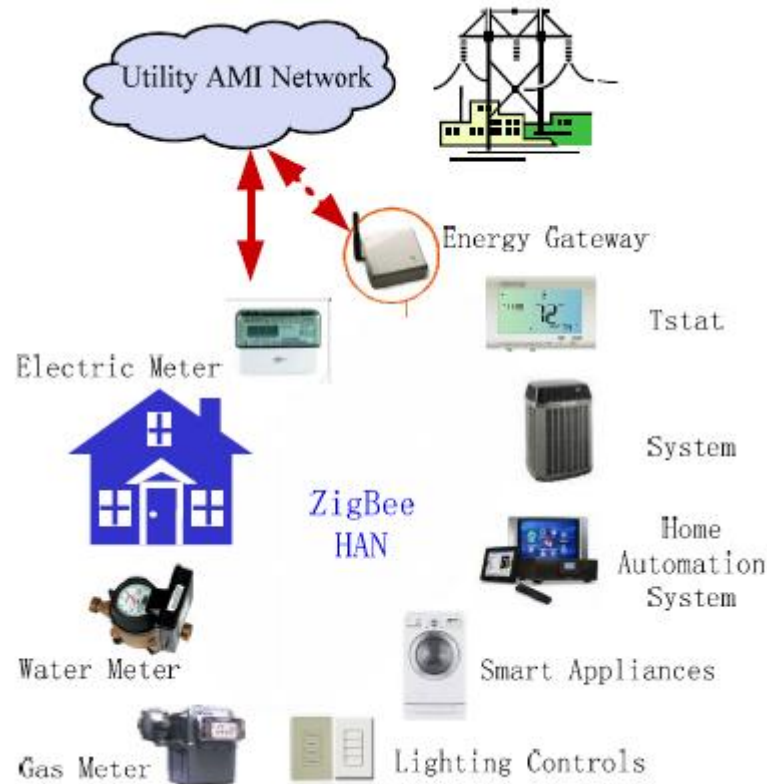 Utility AMI Network
Energy Gateway
72
Tstat
Electric Meter
System
ZigBee
HAN
Home
Automation
System
Water Meter
Smart Appliances
Gas Meter
Lighting Controls